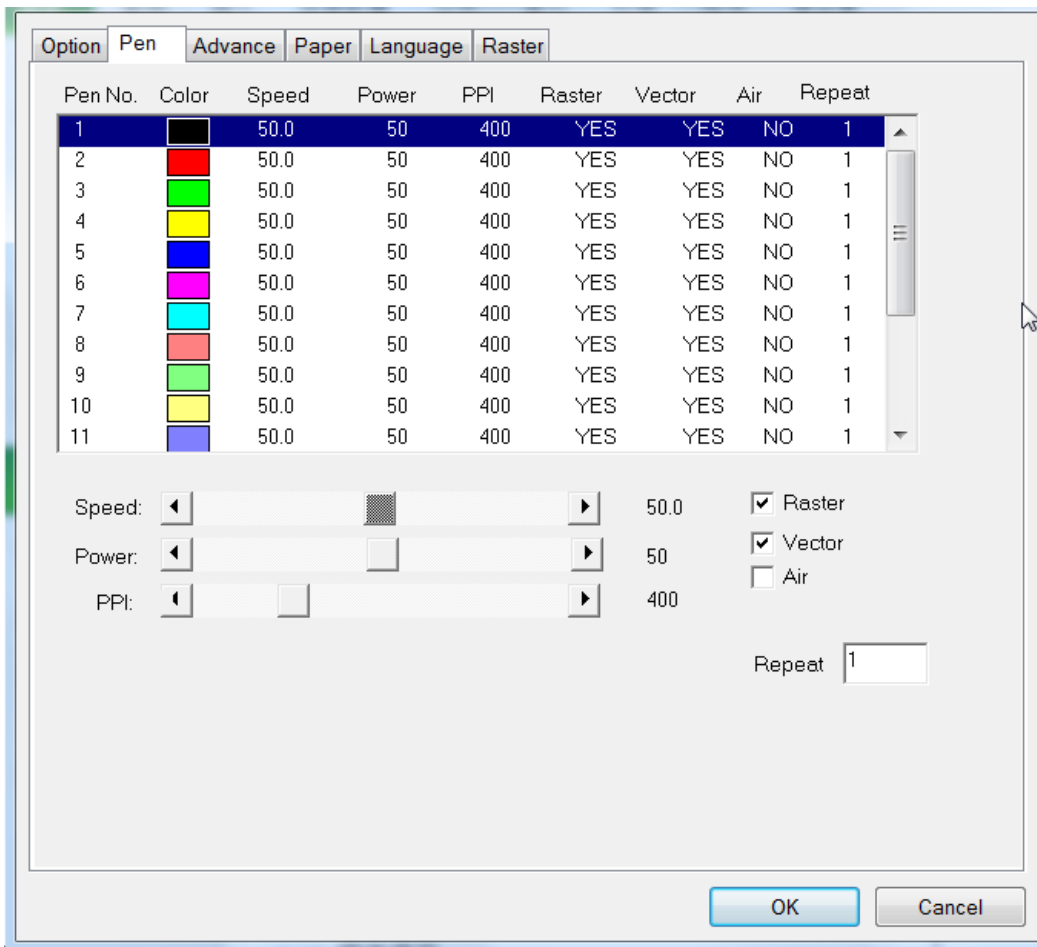 Option Pen Advance Paper Language Raster
Pen No. Color Speed Power PPI Raster Vector Air Repeat
1 50.0 50 400 YES YES NO 1
2 50.0 50 400 YES YES NO 1
3 50.0 50 400 YES YES NO 1
4 50.0 50 400 YES YES NO 1
5 50.0 50 400 YES YES NO 1
6 50.0 50 400 YES YES NO 1
7 50.0 50 400 YES YES NO 1
8 50.0 50 400 YES YES NO 1
9 50.0 50 400 YES YES NO 1
10 50.0 50 400 YES YES NO 1
11 50.0 50 400 YES YES NO 1
Speed: 50.0 Raster
Power: 50 Vector
Air
PPI: 400
Repeat 1
OK Cancel